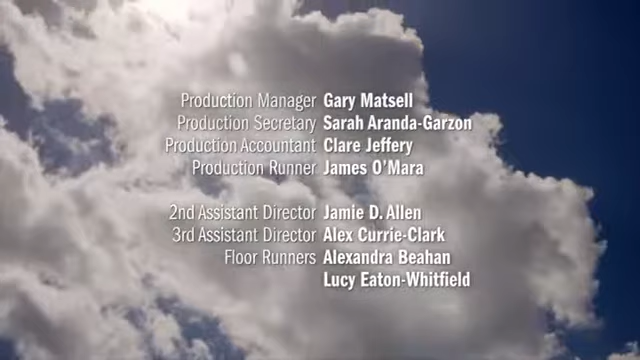 Production Manager Gary Matsell
Production Secretary Sarah Aranda-Garzon
Production Accountant Clare Jeffery
Production Runner James O'Mara
2nd Assistant Director Jamie D. Allen
3rd Assistant Director Alex Currie-Clark
Floor Runners Alexandra Beahan
Lucy Eaton-Whitfield